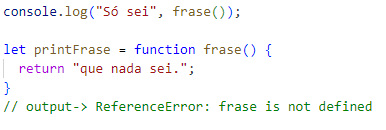 console.log("Só sei", frase());
let printFrase = function frase() {
return "que nada sei.";
}
// output-> ReferenceError: frase is not defined